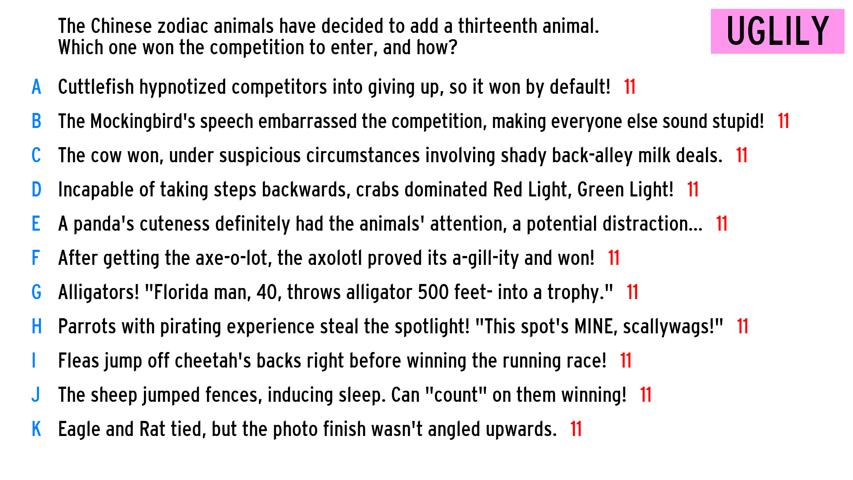 The Chinese zodiac animals have decided to add a thirteenth animal.
Which one won the competition to enter, and how?
UGLILY
A Cuttlefish hypnotized competitors into giving up, so it won by default! 11
B The Mockingbird's speech embarrassed the competition, making everyone else sound stupid! 11
C The cow won, under suspicious circumstances involving shady back-alley milk deals. 11
D Incapable of taking steps backwards, crabs dominated Red Light, Green Light! 11
E A panda's cuteness definitely had the animals' attention, a potential distraction... 11
F After getting the axe-o-lot, the axolotl proved its a-gill-ity and won! 11
G Alligators! "Florida man, 40, throws alligator 500 feet- into a trophy." 11
H Parrots with pirating experience steal the spotlight! "This spot's MINE, scallywags!" 11
I Fleas jump off cheetah's backs right before winning the running race! 11
J The sheep jumped fences, inducing sleep. Can "count" on them winning! 11
K Eagle and Rat tied, but the photo finish wasn't angled upwards. 11